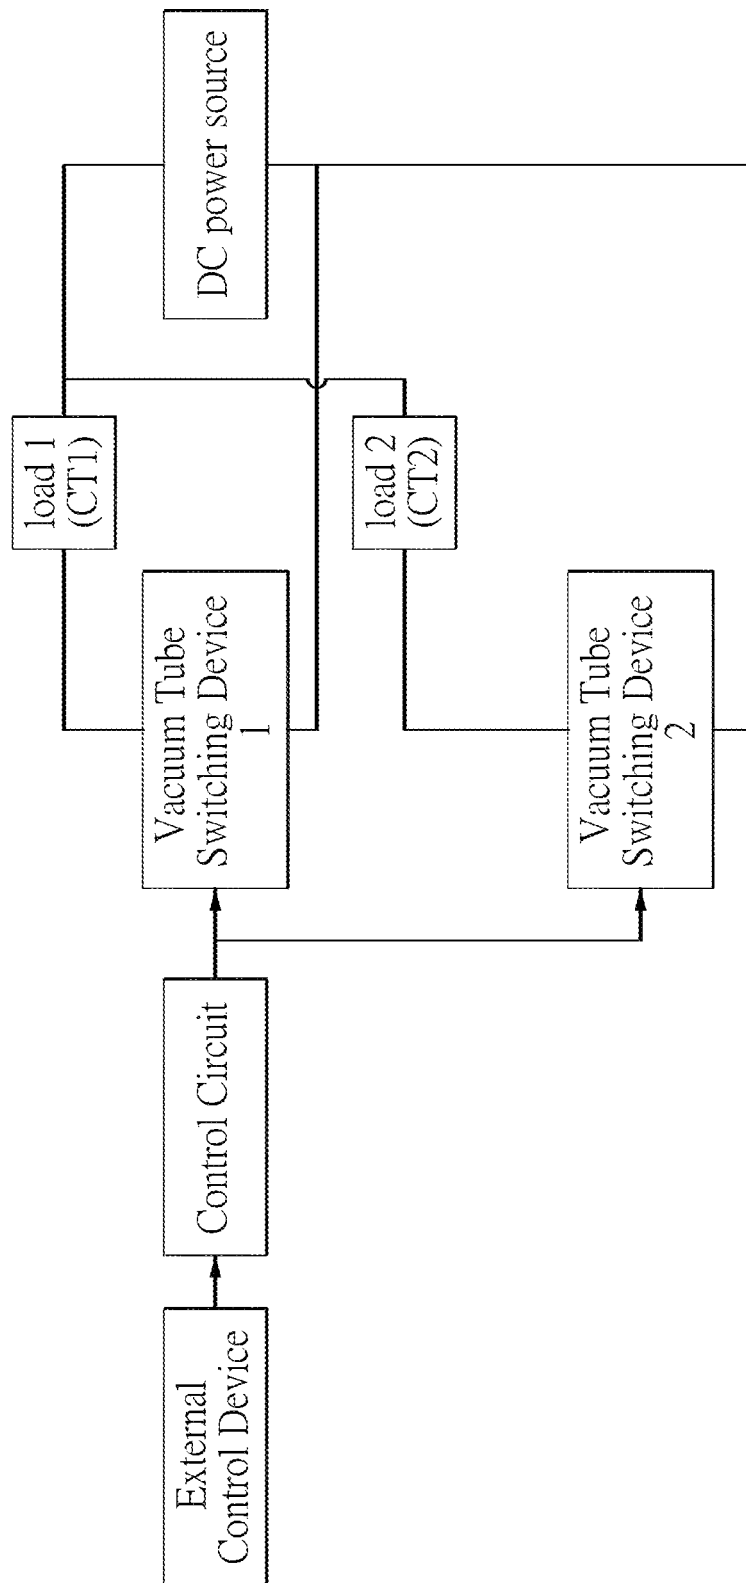 External
Control Device
Control Circuit
Vacuum Tube
Switching Device
1
load 1
(CT1)
DC power source
load 2
(CT2)
Vacuum Tube
Switching Device
2